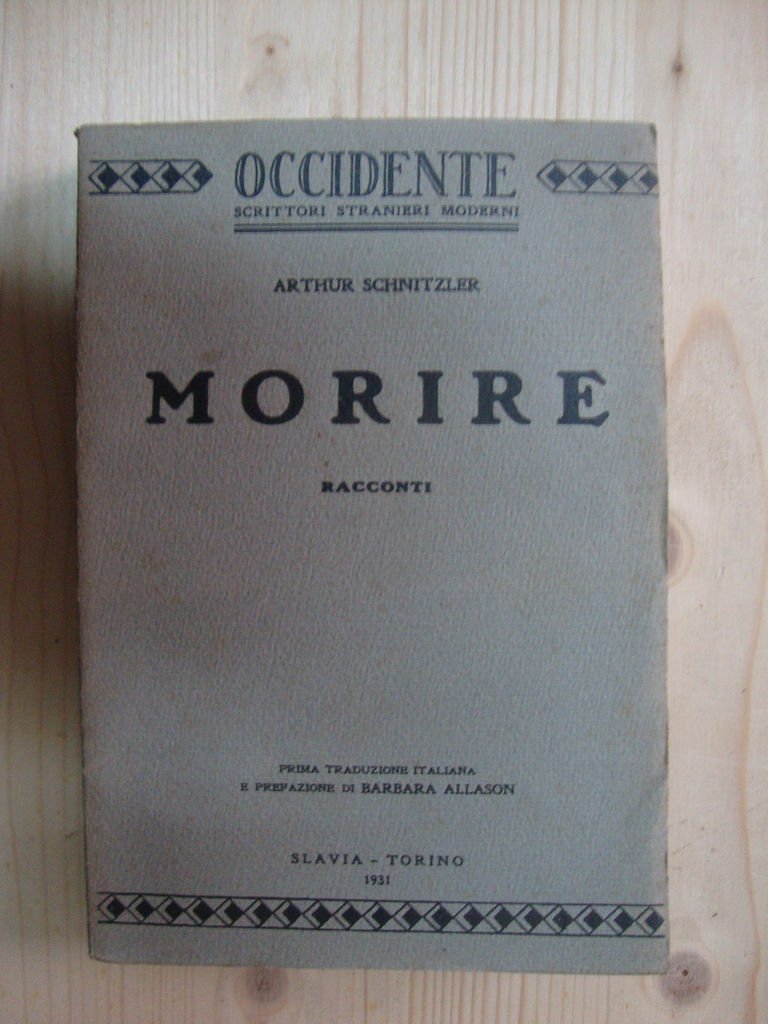 OCCIDENTE
SCRITTORI STRANIERI MODERNI
ARTHUR SCHNITZLER
MORIRE
RACCONTI
PRIMA TRADUZIONE ITALIANA
E PREFAZIONE DI BARBARA ALLASON
SLAVIA - TORINO
1931